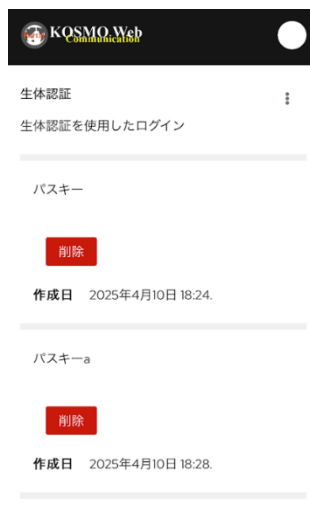 KOSMO.Web
Communication
生体認証
生体認証を使用したログイン
パスキー
削除
作成日 2025年4月10日 18:24.
パスキーa
削除
作成日 2025年4月10日 18:28.